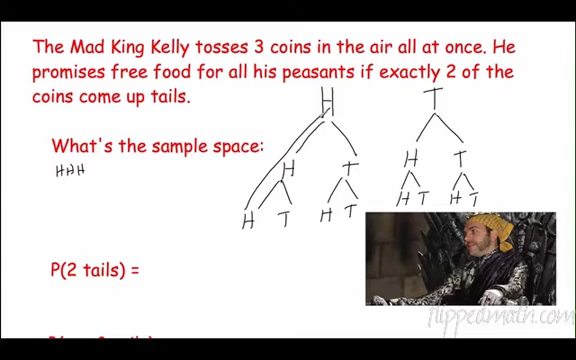 The Mad King Kelly tosses 3 coins in the air all at once. He
promises free food for all his peasants if exactly 2 of the
coins come up tails.
H T
What's the sample space:
HHH
H T H T
H T H T H T H T
P(2 tails) =
flippedmath.com